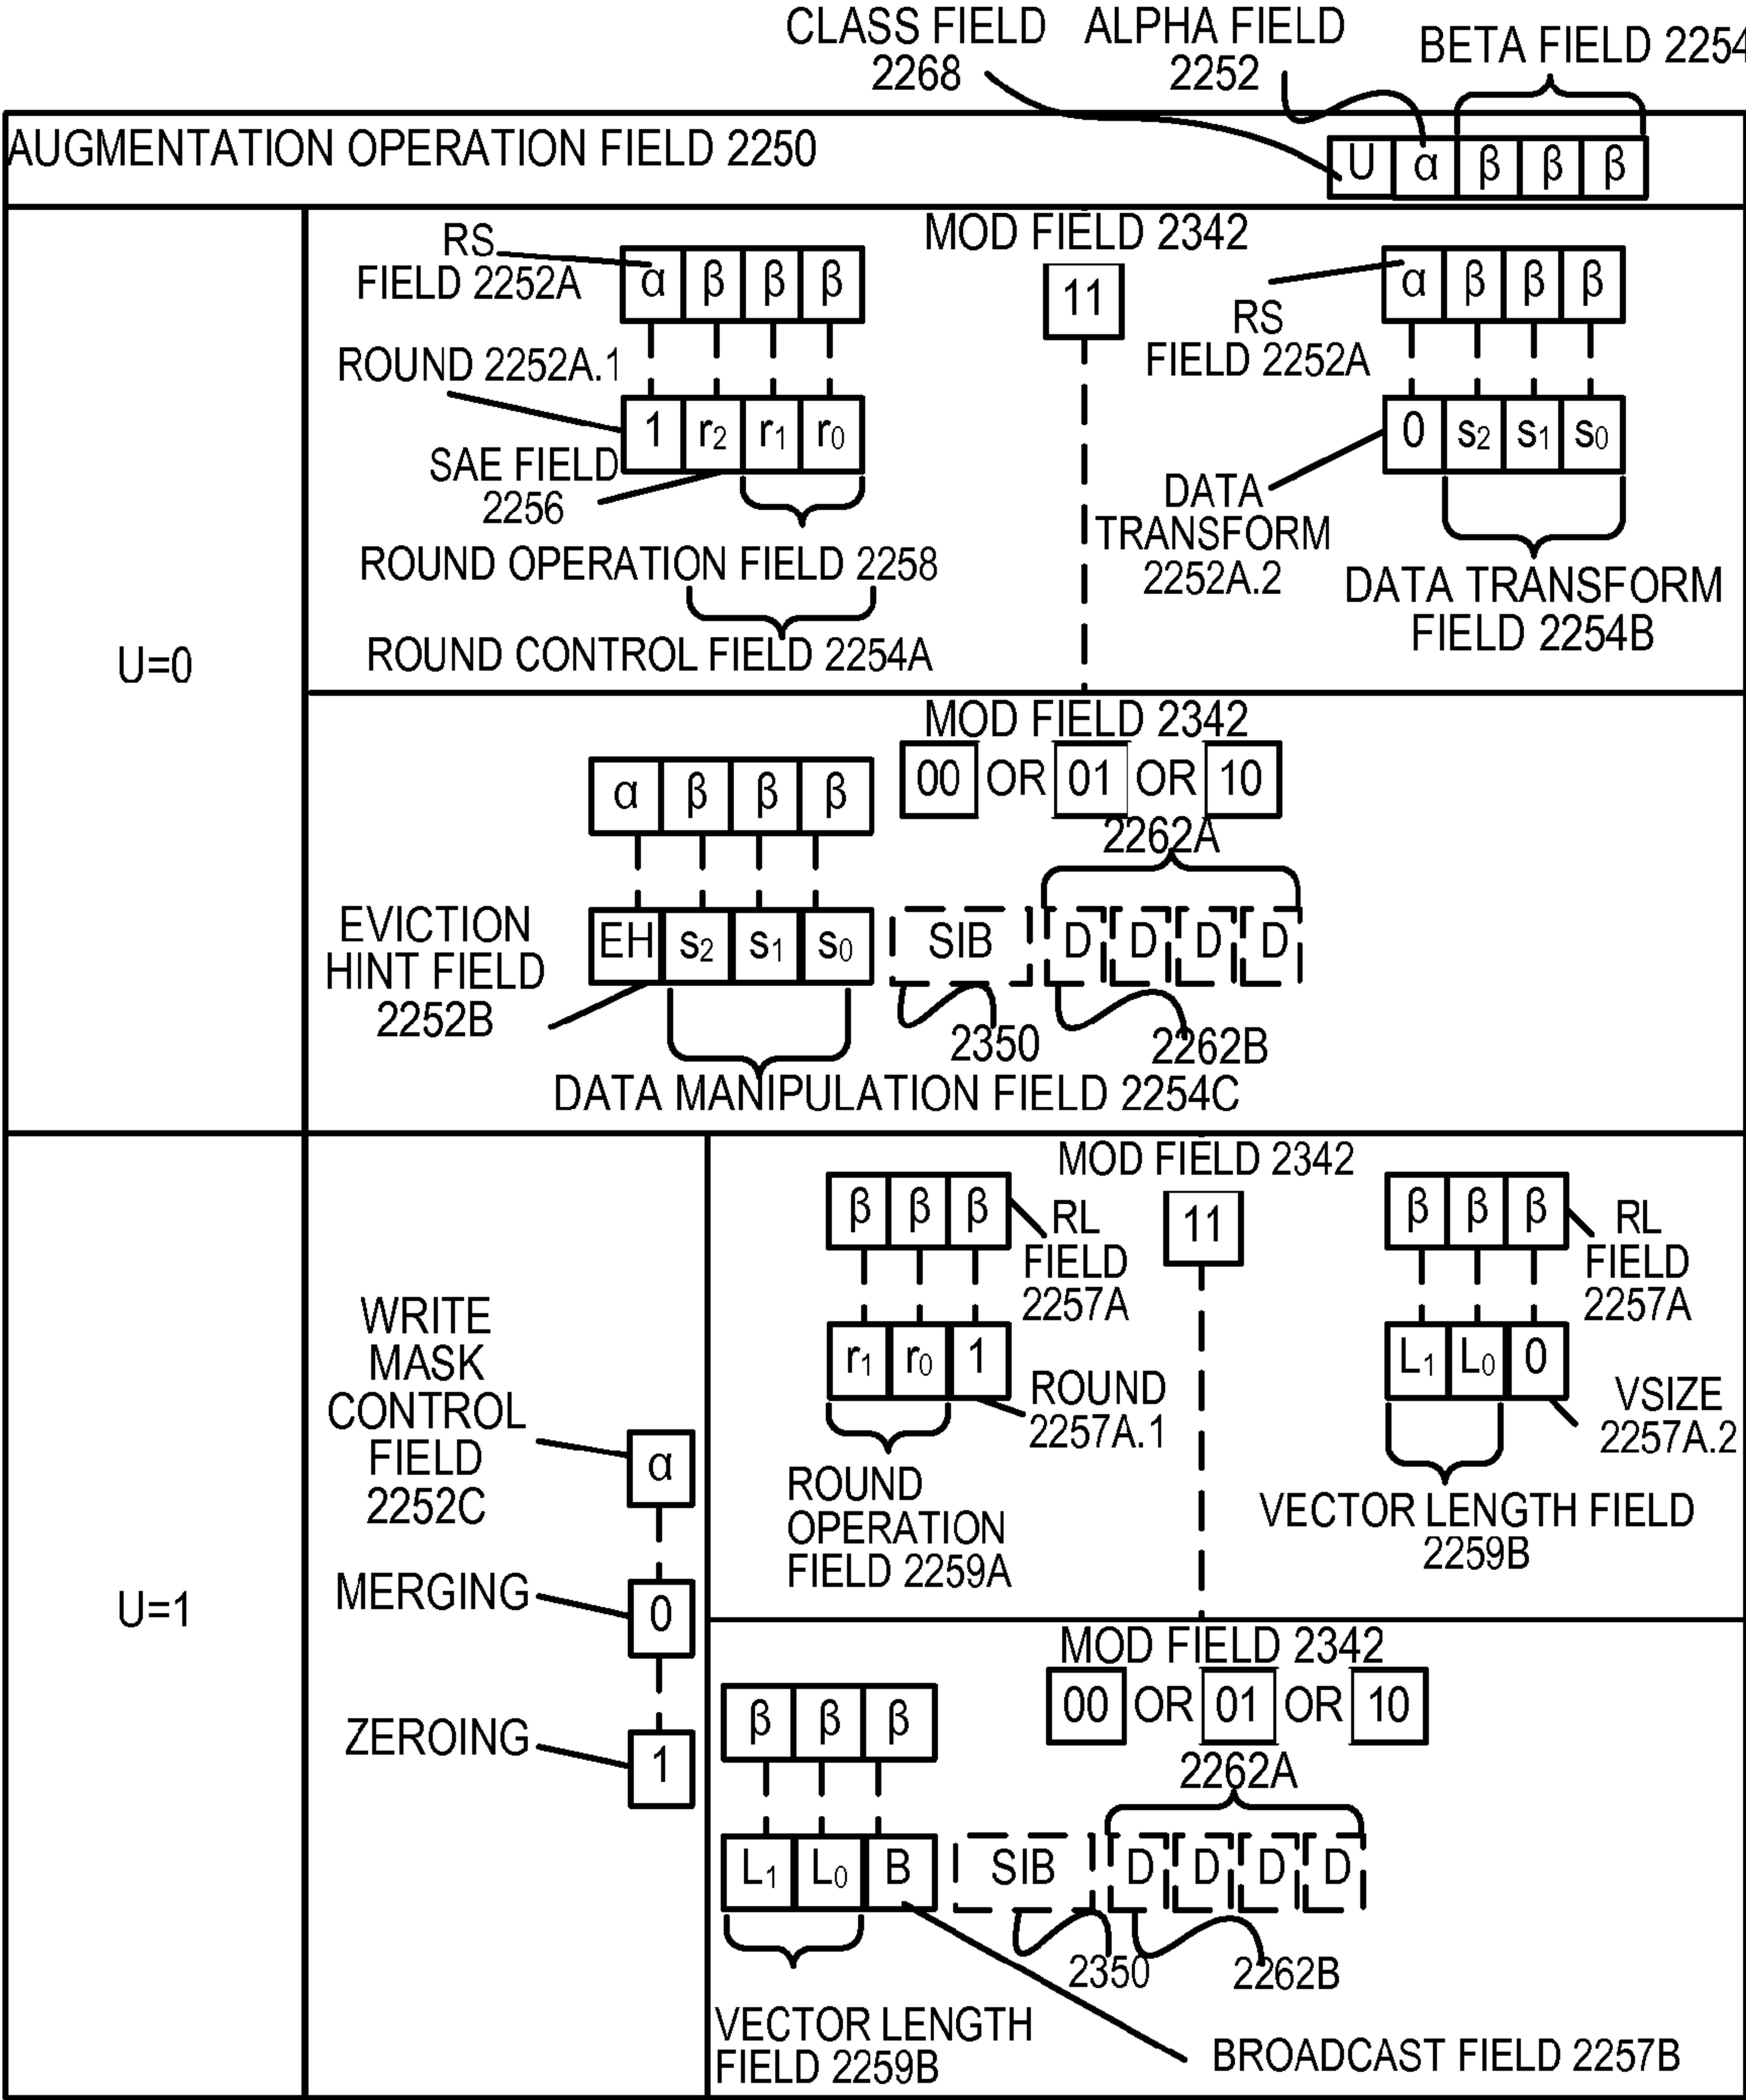 CLASS FIELD 2268
ALPHA FIELD 2252
BETA FIELD 2254
AUGMENTATION OPERATION FIELD 2250
U α β β β
U=0
MOD FIELD 2342
11
RS FIELD 2252A
α β β β
ROUND 2252A.1
1 r2 r1 r0
SAE FIELD 2256
ROUND OPERATION FIELD 2258
ROUND CONTROL FIELD 2254A
α β β β
RS FIELD 2252A
0 s2 s1 s0
DATA TRANSFORM 2252A.2
DATA TRANSFORM FIELD 2254B
MOD FIELD 2342
00 OR 01 OR 10
α β β β
2262A
EVICTION HINT FIELD 2252B
EH s2 s1 s0 SIB D D D D
2350
2262B
DATA MANIPULATION FIELD 2254C
U=1
WRITE MASK CONTROL FIELD 2252C
α
MERGING
0
ZEROING
1
MOD FIELD 2342
11
β β β
RL FIELD 2257A
r1 r0 1
ROUND 2257A.1
ROUND OPERATION FIELD 2259A
β β β
RL FIELD 2257A
L1 L0 0
VSIZE 2257A.2
VECTOR LENGTH FIELD 2259B
MOD FIELD 2342
00 OR 01 OR 10
β β β
2262A
L1 L0 B SIB D D D D
2350
2262B
VECTOR LENGTH FIELD 2259B
BROADCAST FIELD 2257B